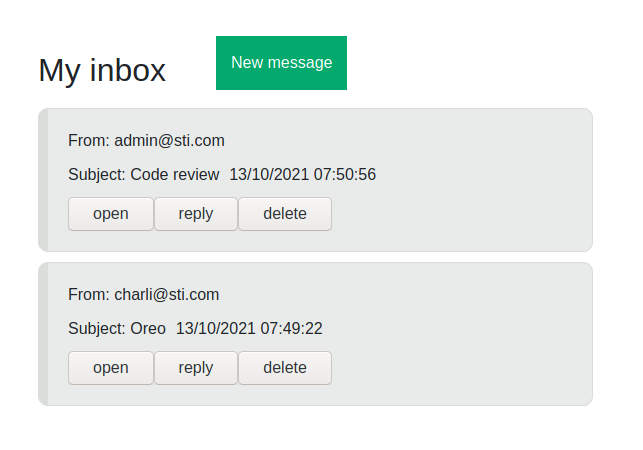 My inbox
New message
From: admin@sti.com
Subject: Code review 13/10/2021 07:50:56
open reply delete
From: charli@sti.com
Subject: Oreo 13/10/2021 07:49:22
open reply delete